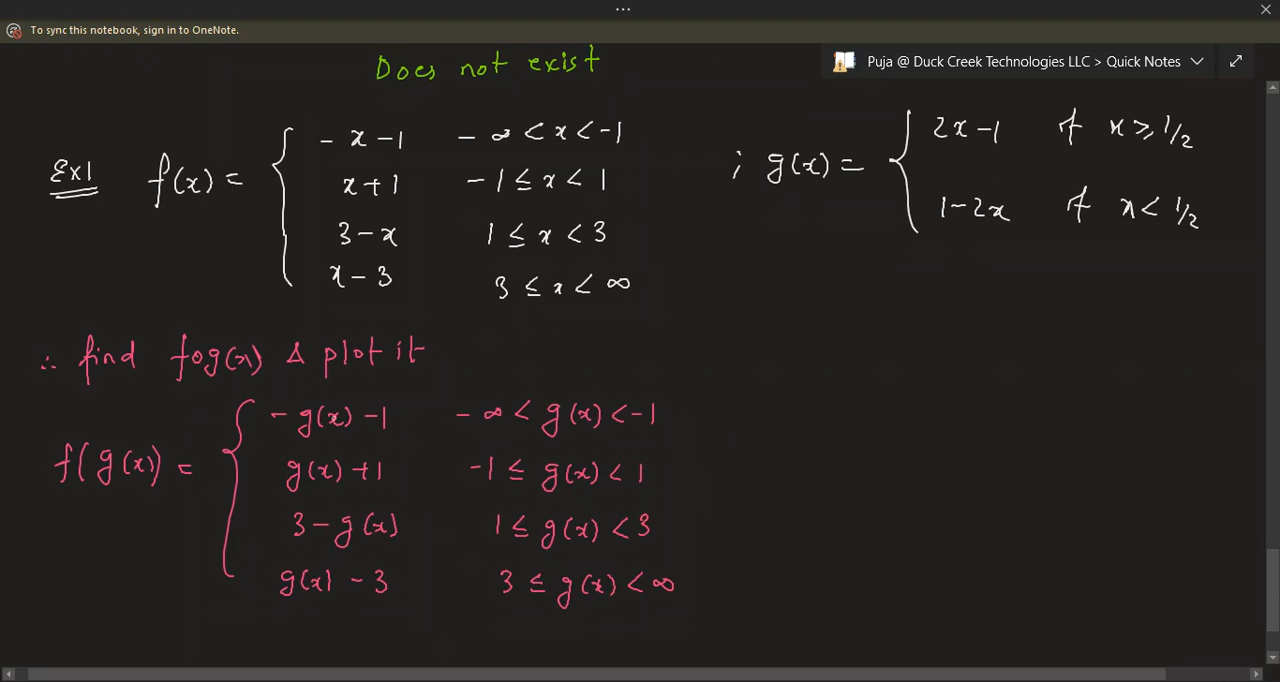 To sync this notebook, sign in to OneNote.
Does not exist
Puja @ Duck Creek Technologies LLC > Quick Notes
Ex1 f(x) = { -x-1 -∞ < x < -1
x+1 -1 ≤ x < 1
3-x 1 ≤ x < 3
x-3 3 ≤ x < ∞
; g(x) = { 2x-1 if x ≥ 1/2
1-2x if x < 1/2
∴ find fog(x) & plot it
f(g(x)) = { -g(x)-1 -∞ < g(x) < -1
g(x)+1 -1 ≤ g(x) < 1
3-g(x) 1 ≤ g(x) < 3
g(x)-3 3 ≤ g(x) < ∞